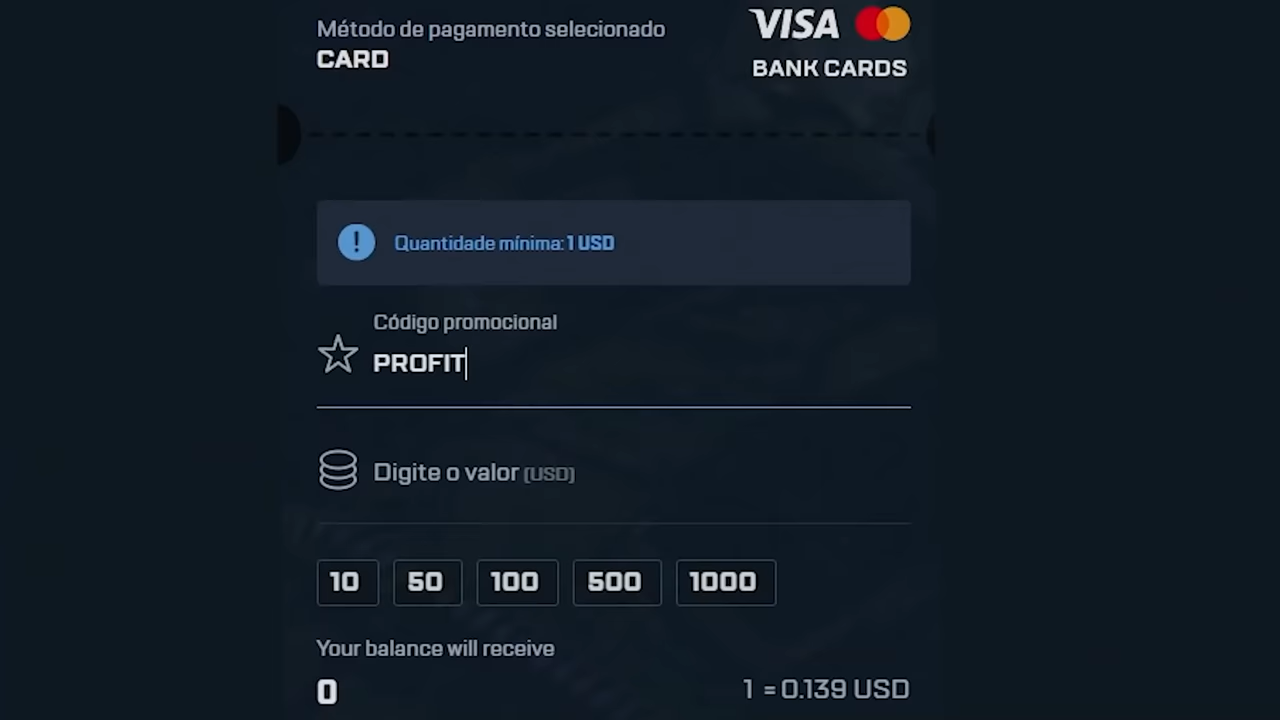 Método de pagamento selecionado
CARD
VISA
BANK CARDS
Quantidade mínima: 1 USD
Código promocional
PROFIT
Digite o valor (USD)
10 50 100 500 1000
Your balance will receive
0
1 = 0.139 USD